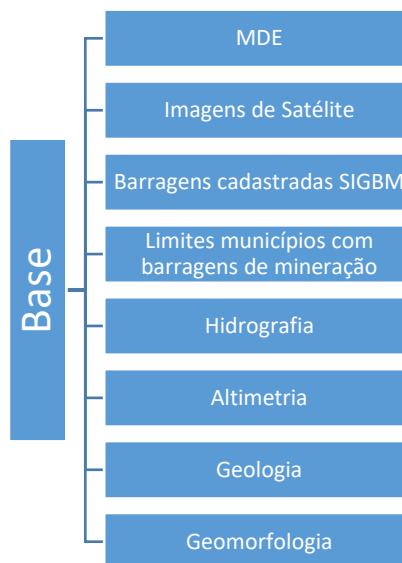 Base
MDE
Imagens de Satélite
Barragens cadastradas SIGBM
Limites municípios com
barragens de mineração
Hidrografia
Altimetria
Geologia
Geomorfologia